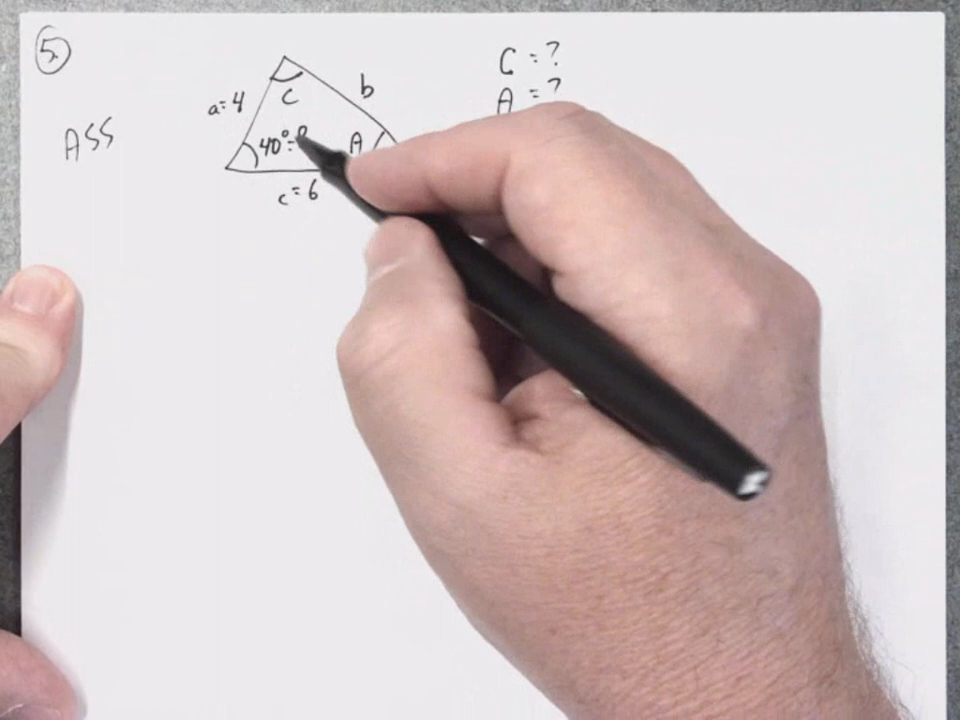 5.
C = ?
A = ?
a = 4
C
b
ASS
40° =
A
c = 6